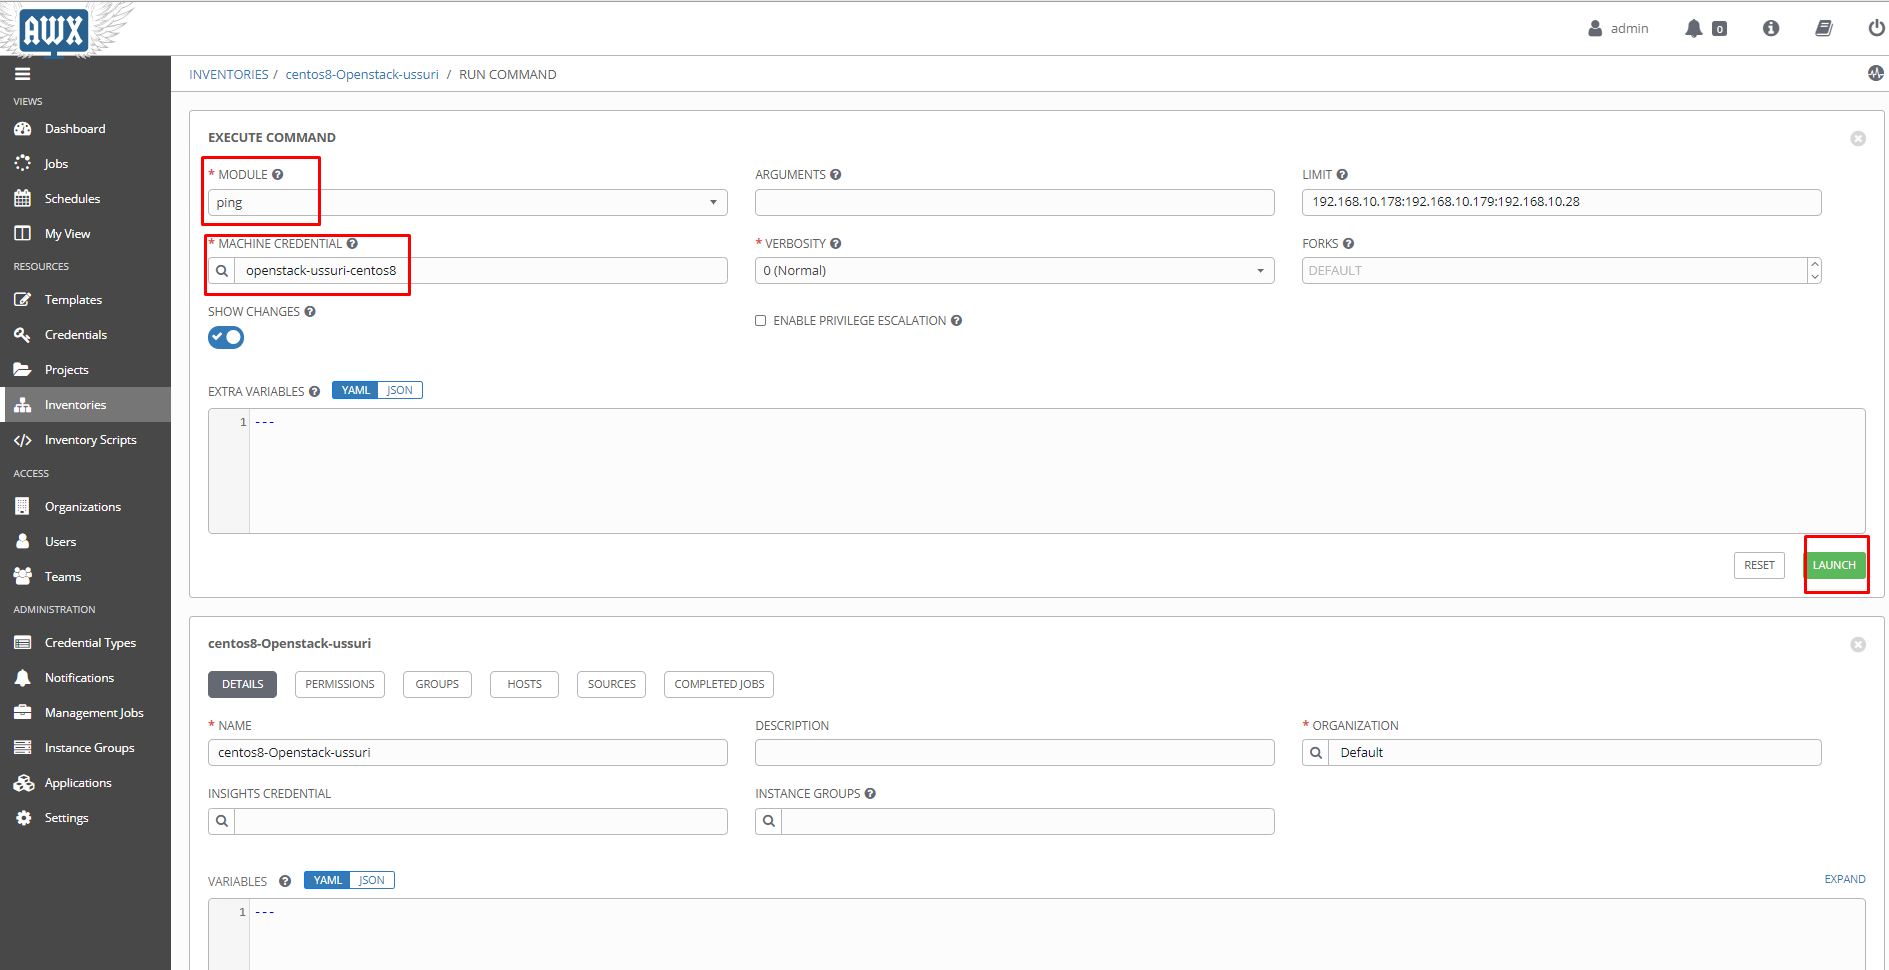 AWX
admin
0
INVENTORIES / centos8-Openstack-ussuri / RUN COMMAND
VIEWS
Dashboard
Jobs
Schedules
My View
RESOURCES
Templates
Credentials
Projects
Inventories
Inventory Scripts
ACCESS
Organizations
Users
Teams
ADMINISTRATION
Credential Types
Notifications
Management Jobs
Instance Groups
Applications
Settings
EXECUTE COMMAND
* MODULE
ARGUMENTS
LIMIT
ping
192.168.10.178:192.168.10.179:192.168.10.28
* MACHINE CREDENTIAL
* VERBOSITY
FORKS
openstack-ussuri-centos8
0 (Normal)
DEFAULT
SHOW CHANGES
ENABLE PRIVILEGE ESCALATION
EXTRA VARIABLES YAML JSON
1 ---
RESET LAUNCH
centos8-Openstack-ussuri
DETAILS PERMISSIONS GROUPS HOSTS SOURCES COMPLETED JOBS
* NAME
DESCRIPTION
* ORGANIZATION
centos8-Openstack-ussuri
Default
INSIGHTS CREDENTIAL
INSTANCE GROUPS
VARIABLES YAML JSON
EXPAND
1 ---